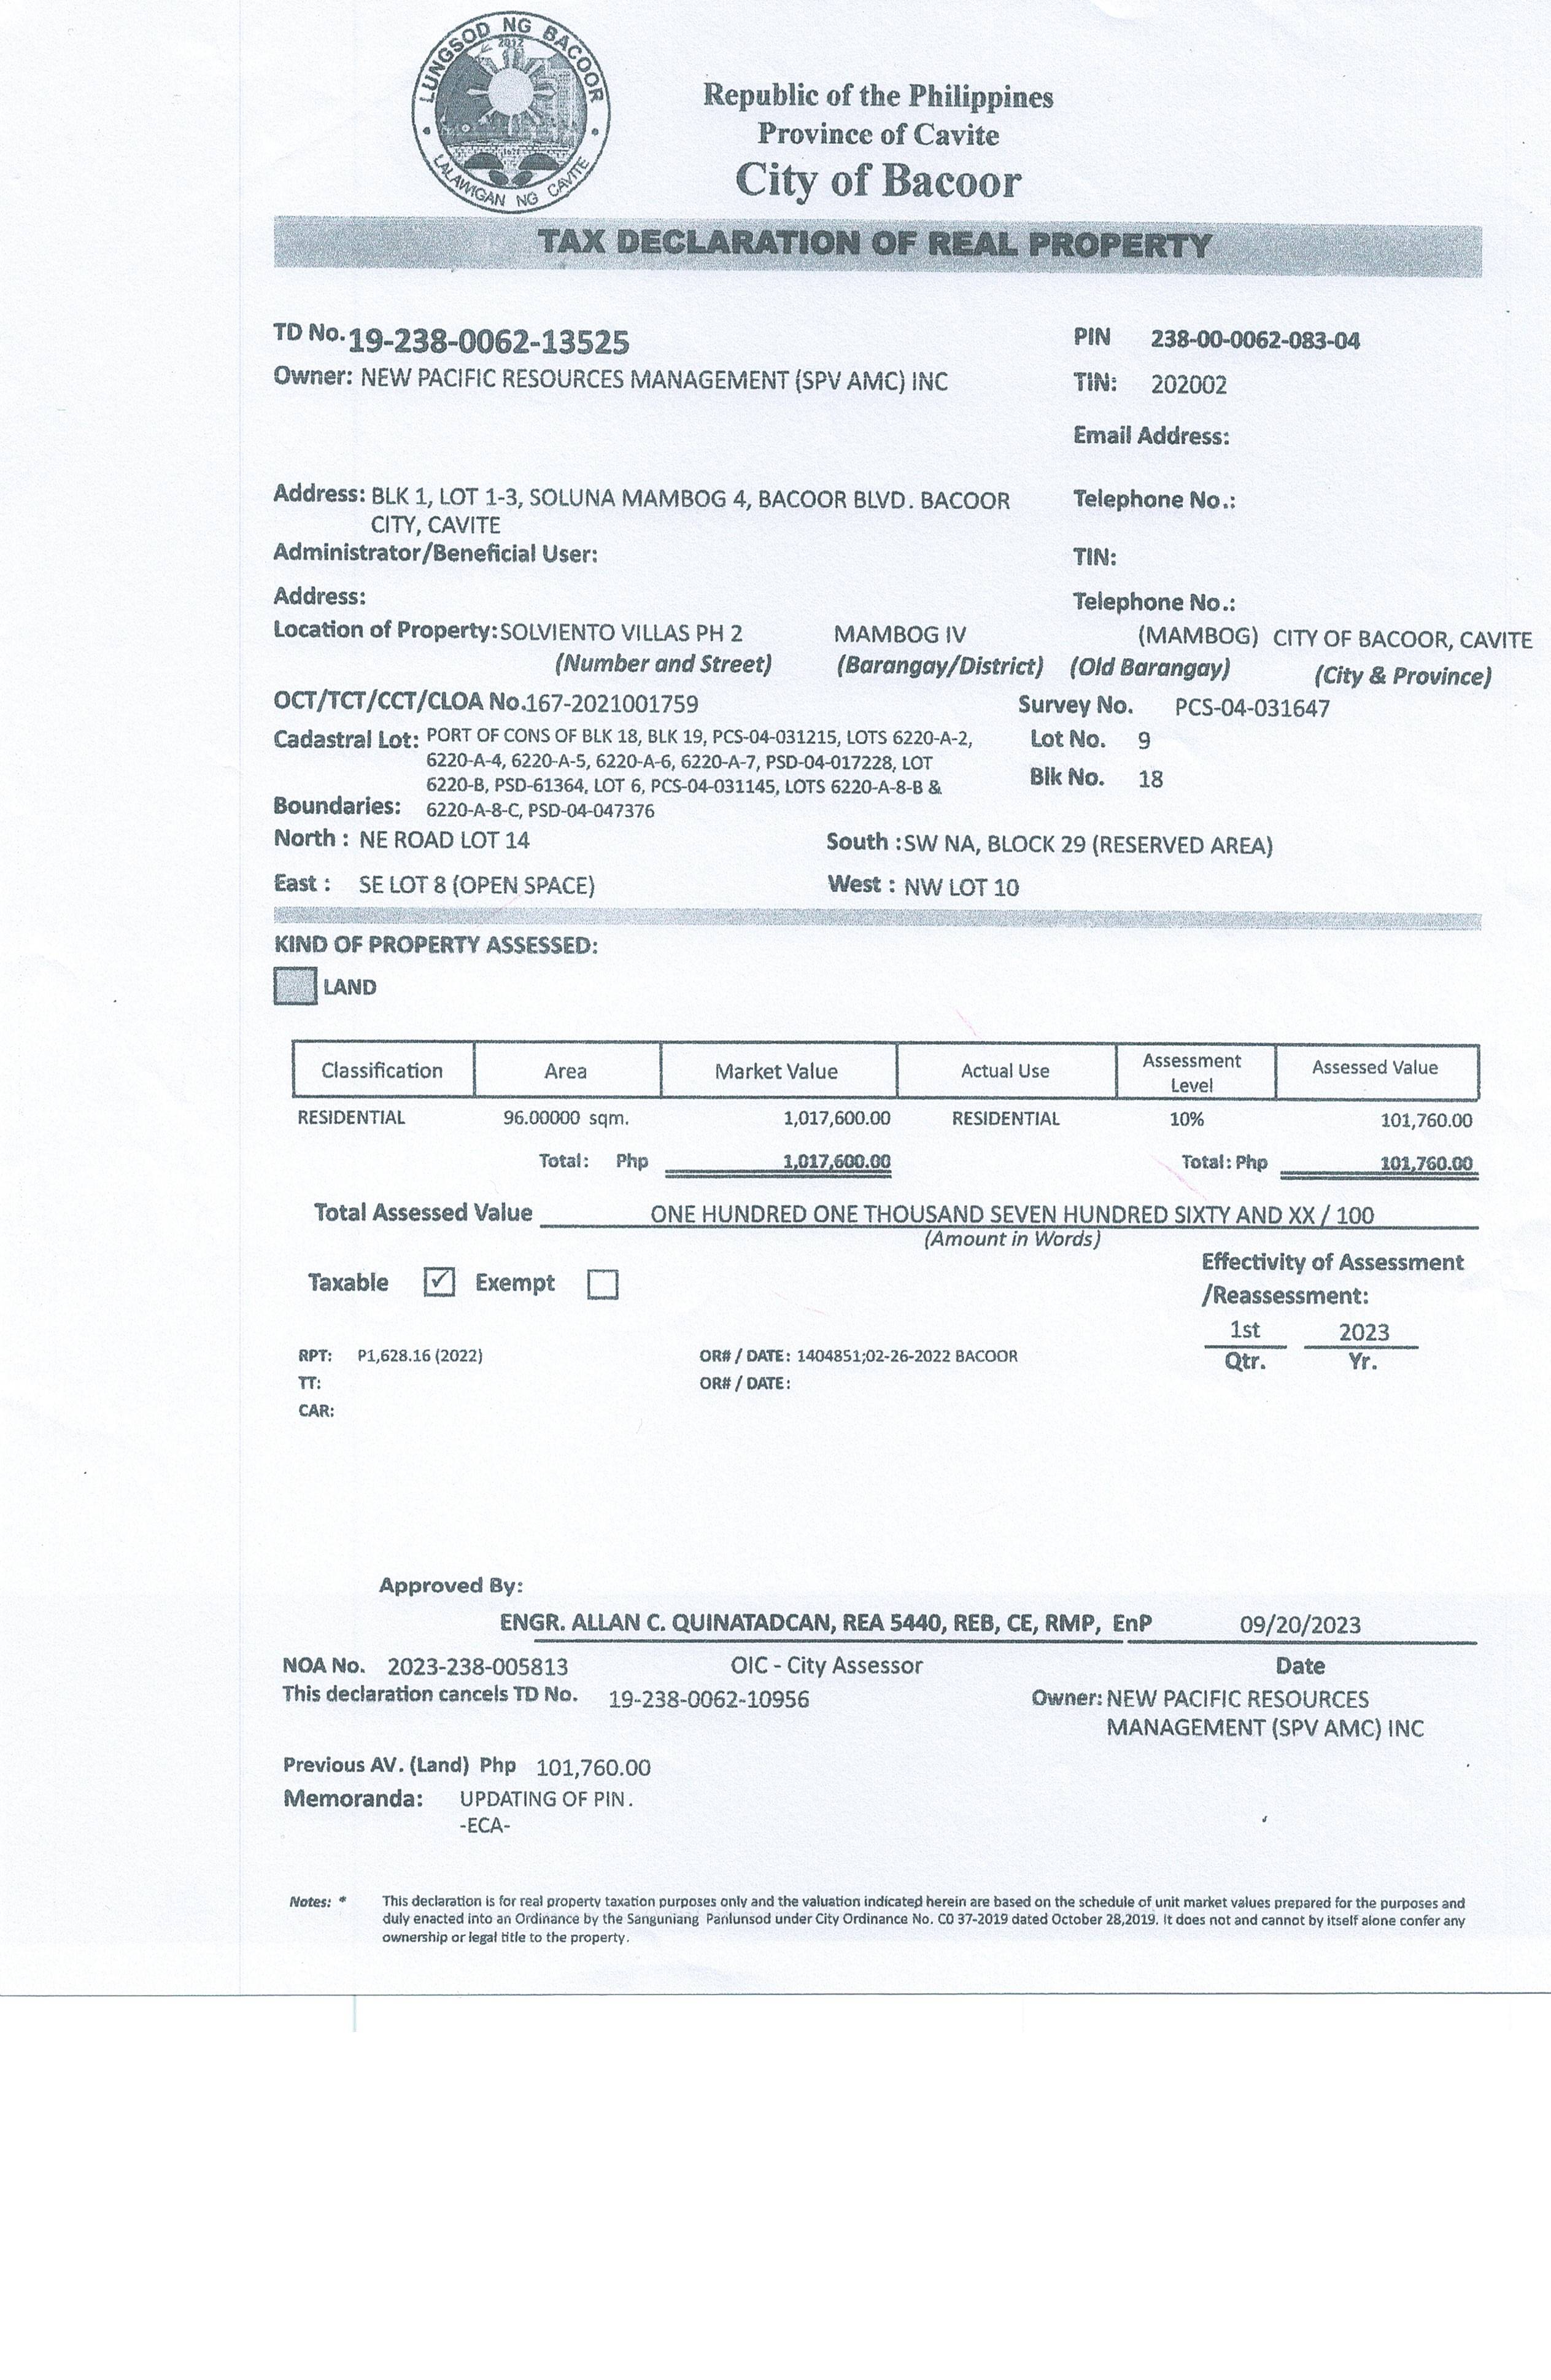 LUNGSOD NG BACOOR
2012
LALAWIGAN NG CAVITE
Republic of the Philippines
Province of Cavite
City of Bacoor
TAX DECLARATION OF REAL PROPERTY
TD No. 19-238-0062-13525 PIN 238-00-0062-083-04
Owner: NEW PACIFIC RESOURCES MANAGEMENT (SPV AMC) INC TIN: 202002
Email Address:
Address: BLK 1, LOT 1-3, SOLUNA MAMBOG 4, BACOOR BLVD. BACOOR Telephone No.:
CITY, CAVITE
Administrator/Beneficial User: TIN:
Address: Telephone No.:
Location of Property: SOLVIENTO VILLAS PH 2 MAMBOG IV (MAMBOG) CITY OF BACOOR, CAVITE
(Number and Street) (Barangay/District) (Old Barangay) (City & Province)
OCT/TCT/CCT/CLOA No. 167-2021001759 Survey No. PCS-04-031647
Cadastral Lot: PORT OF CONS OF BLK 18, BLK 19, PCS-04-031215, LOTS 6220-A-2, Lot No. 9
6220-A-4, 6220-A-5, 6220-A-6, 6220-A-7, PSD-04-017228, LOT
6220-B, PSD-61364, LOT 6, PCS-04-031145, LOTS 6220-A-8-B & Blk No. 18
Boundaries: 6220-A-8-C, PSD-04-047376
North : NE ROAD LOT 14 South : SW NA, BLOCK 29 (RESERVED AREA)
East : SE LOT 8 (OPEN SPACE) West : NW LOT 10
KIND OF PROPERTY ASSESSED:
LAND
Classification Area Market Value Actual Use Assessment Level Assessed Value
RESIDENTIAL 96.00000 sqm. 1,017,600.00 RESIDENTIAL 10% 101,760.00
Total: Php 1,017,600.00 Total: Php 101,760.00
Total Assessed Value ONE HUNDRED ONE THOUSAND SEVEN HUNDRED SIXTY AND XX / 100
(Amount in Words)
Taxable ✓ Exempt Effectivity of Assessment
/Reassessment:
1st 2023
Qtr. Yr.
RPT: P1,628.16 (2022) OR# / DATE: 1404851;02-26-2022 BACOOR
TT: OR# / DATE:
CAR:
Approved By:
ENGR. ALLAN C. QUINATADCAN, REA 5440, REB, CE, RMP, EnP 09/20/2023
NOA No. 2023-238-005813 OIC - City Assessor Date
This declaration cancels TD No. 19-238-0062-10956 Owner: NEW PACIFIC RESOURCES
MANAGEMENT (SPV AMC) INC
Previous AV. (Land) Php 101,760.00
Memoranda: UPDATING OF PIN.
-ECA-
Notes: * This declaration is for real property taxation purposes only and the valuation indicated herein are based on the schedule of unit market values prepared for the purposes and
duly enacted into an Ordinance by the Sanguniang Panlunsod under City Ordinance No. C0 37-2019 dated October 28,2019. It does not and cannot by itself alone confer any
ownership or legal title to the property.